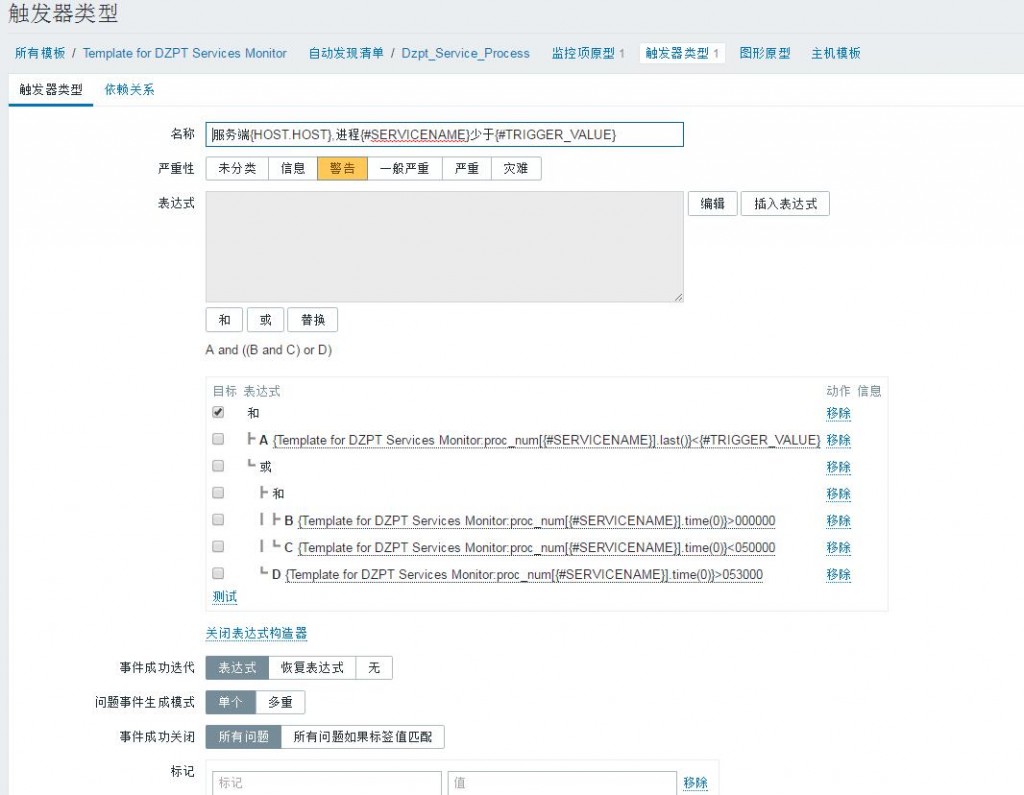 触发器类型
所有模板 / Template for DZPT Services Monitor 自动发现清单 / Dzpt_Service_Process 监控项原型 1 触发器类型 1 图形原型 主机模板
触发器类型 依赖关系
名称 服务端{HOST.HOST},进程{#SERVICENAME}少于{#TRIGGER_VALUE}
严重性 未分类 信息 警告 一般严重 严重 灾难
表达式 编辑 插入表达式
和 或 替换
A and ((B and C) or D)
目标 表达式 动作 信息
和 移除
A {Template for DZPT Services Monitor:proc_num[{#SERVICENAME}].last()}<{#TRIGGER_VALUE} 移除
或 移除
和 移除
B {Template for DZPT Services Monitor:proc_num[{#SERVICENAME}].time(0)}>000000 移除
C {Template for DZPT Services Monitor:proc_num[{#SERVICENAME}].time(0)}<050000 移除
D {Template for DZPT Services Monitor:proc_num[{#SERVICENAME}].time(0)}>053000 移除
测试
关闭表达式构造器
事件成功迭代 表达式 恢复表达式 无
问题事件生成模式 单个 多重
事件成功关闭 所有问题 所有问题如果标签值匹配
标记 标记 值 移除